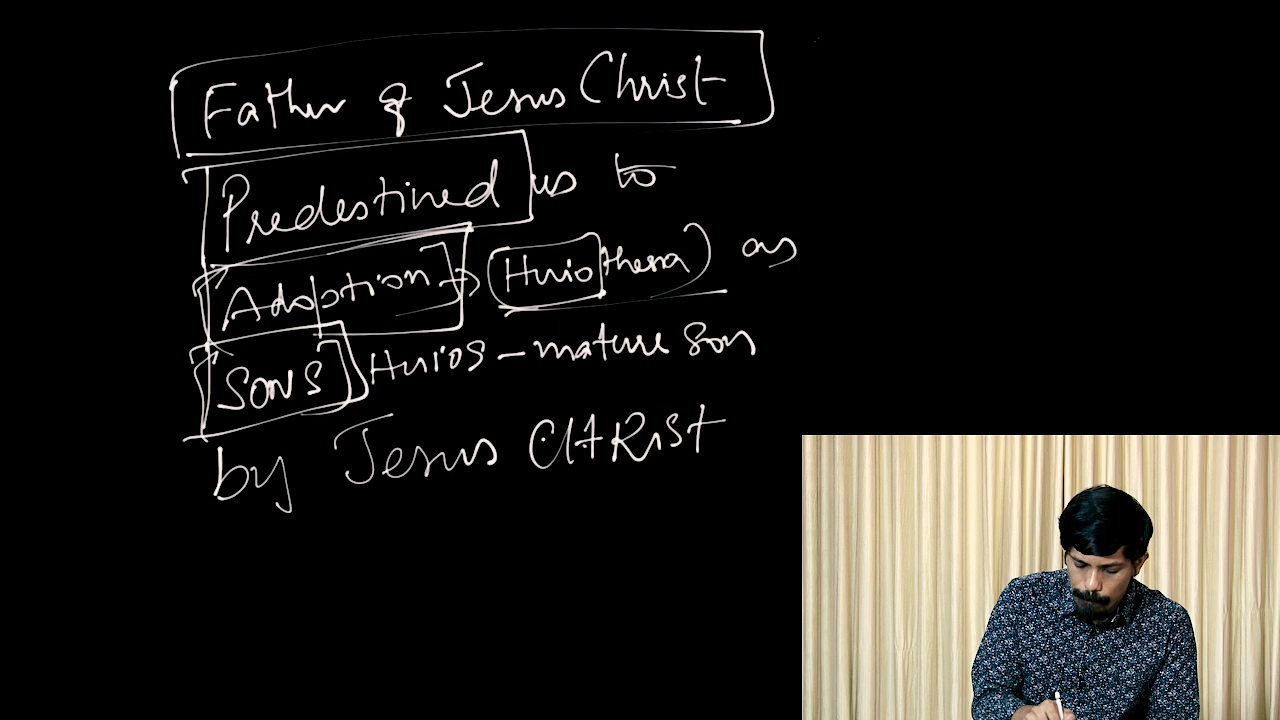 Father of Jesus Christ
Predestined us to
Adoption → (Huiothesia) as
SONS Huios - mature son
by Jesus CHRIST